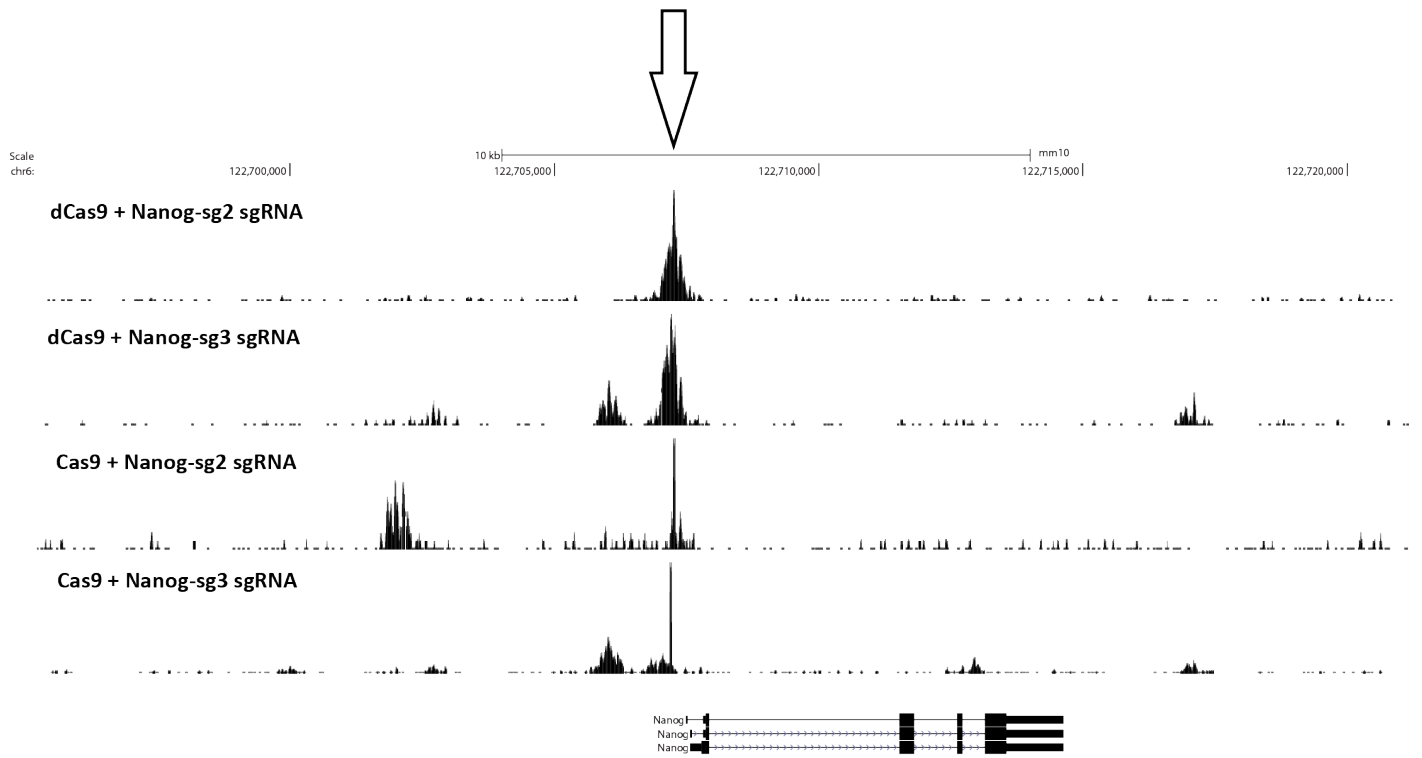 Scale 10 kb mm10
chr6: 122,700,000 122,705,000 122,710,000 122,715,000 122,720,000
dCas9 + Nanog-sg2 sgRNA
dCas9 + Nanog-sg3 sgRNA
Cas9 + Nanog-sg2 sgRNA
Cas9 + Nanog-sg3 sgRNA
Nanog
Nanog
Nanog